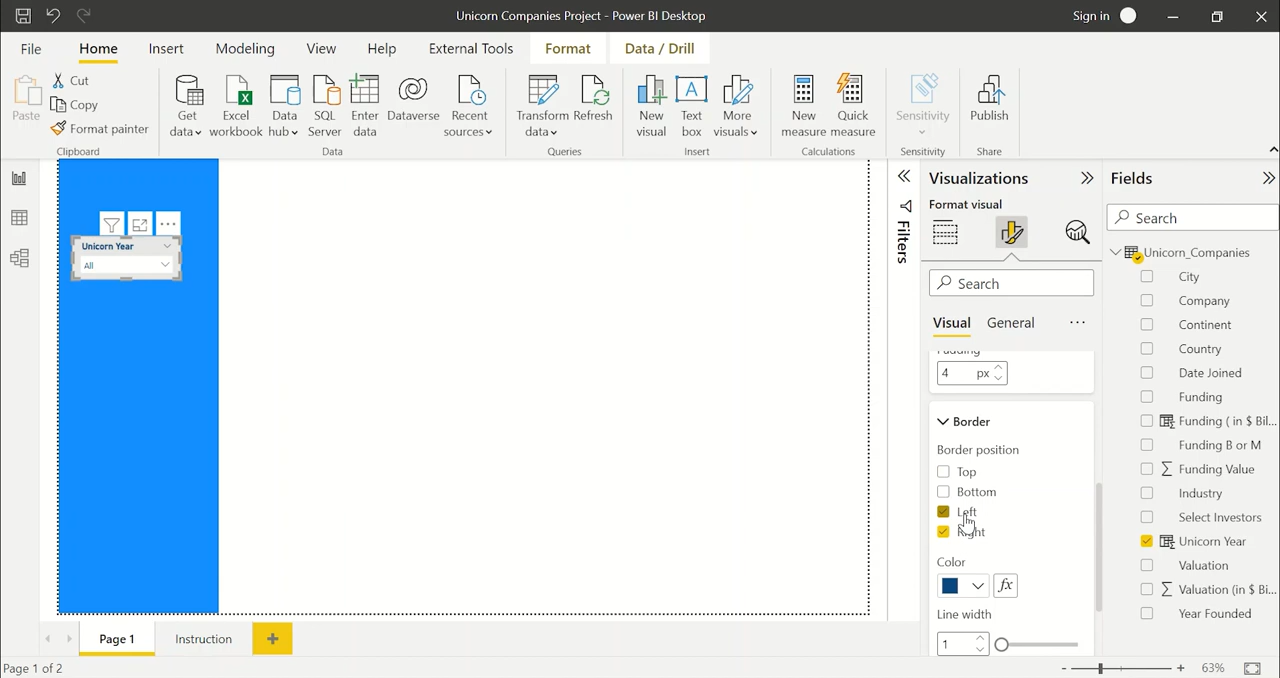 Unicorn Companies Project - Power BI Desktop
Sign in
File
Home
Insert
Modeling
View
Help
External Tools
Format
Data / Drill
Paste
Cut
Copy
Format painter
Clipboard
Get data
Excel workbook
Data hub
SQL Server
Enter data
Dataverse
Recent sources
Data
Transform data
Refresh
Queries
New visual
A
Text box
More visuals
Insert
New measure
Quick measure
Calculations
Sensitivity
Sensitivity
Publish
Share
Unicorn Year
All
Filters
Visualizations
Format visual
Search
Visual
General
...
Padding
4 px
Border
Border position
Top
Bottom
Left
Right
Color
fx
Line width
1
Fields
Search
Unicorn_Companies
City
Company
Continent
Country
Date Joined
Funding
Funding ( in $ Bil...
Funding B or M
Funding Value
Industry
Select Investors
Unicorn Year
Valuation
Valuation (in $ Bi...
Year Founded
Page 1
Instruction
+
Page 1 of 2
- + 63%